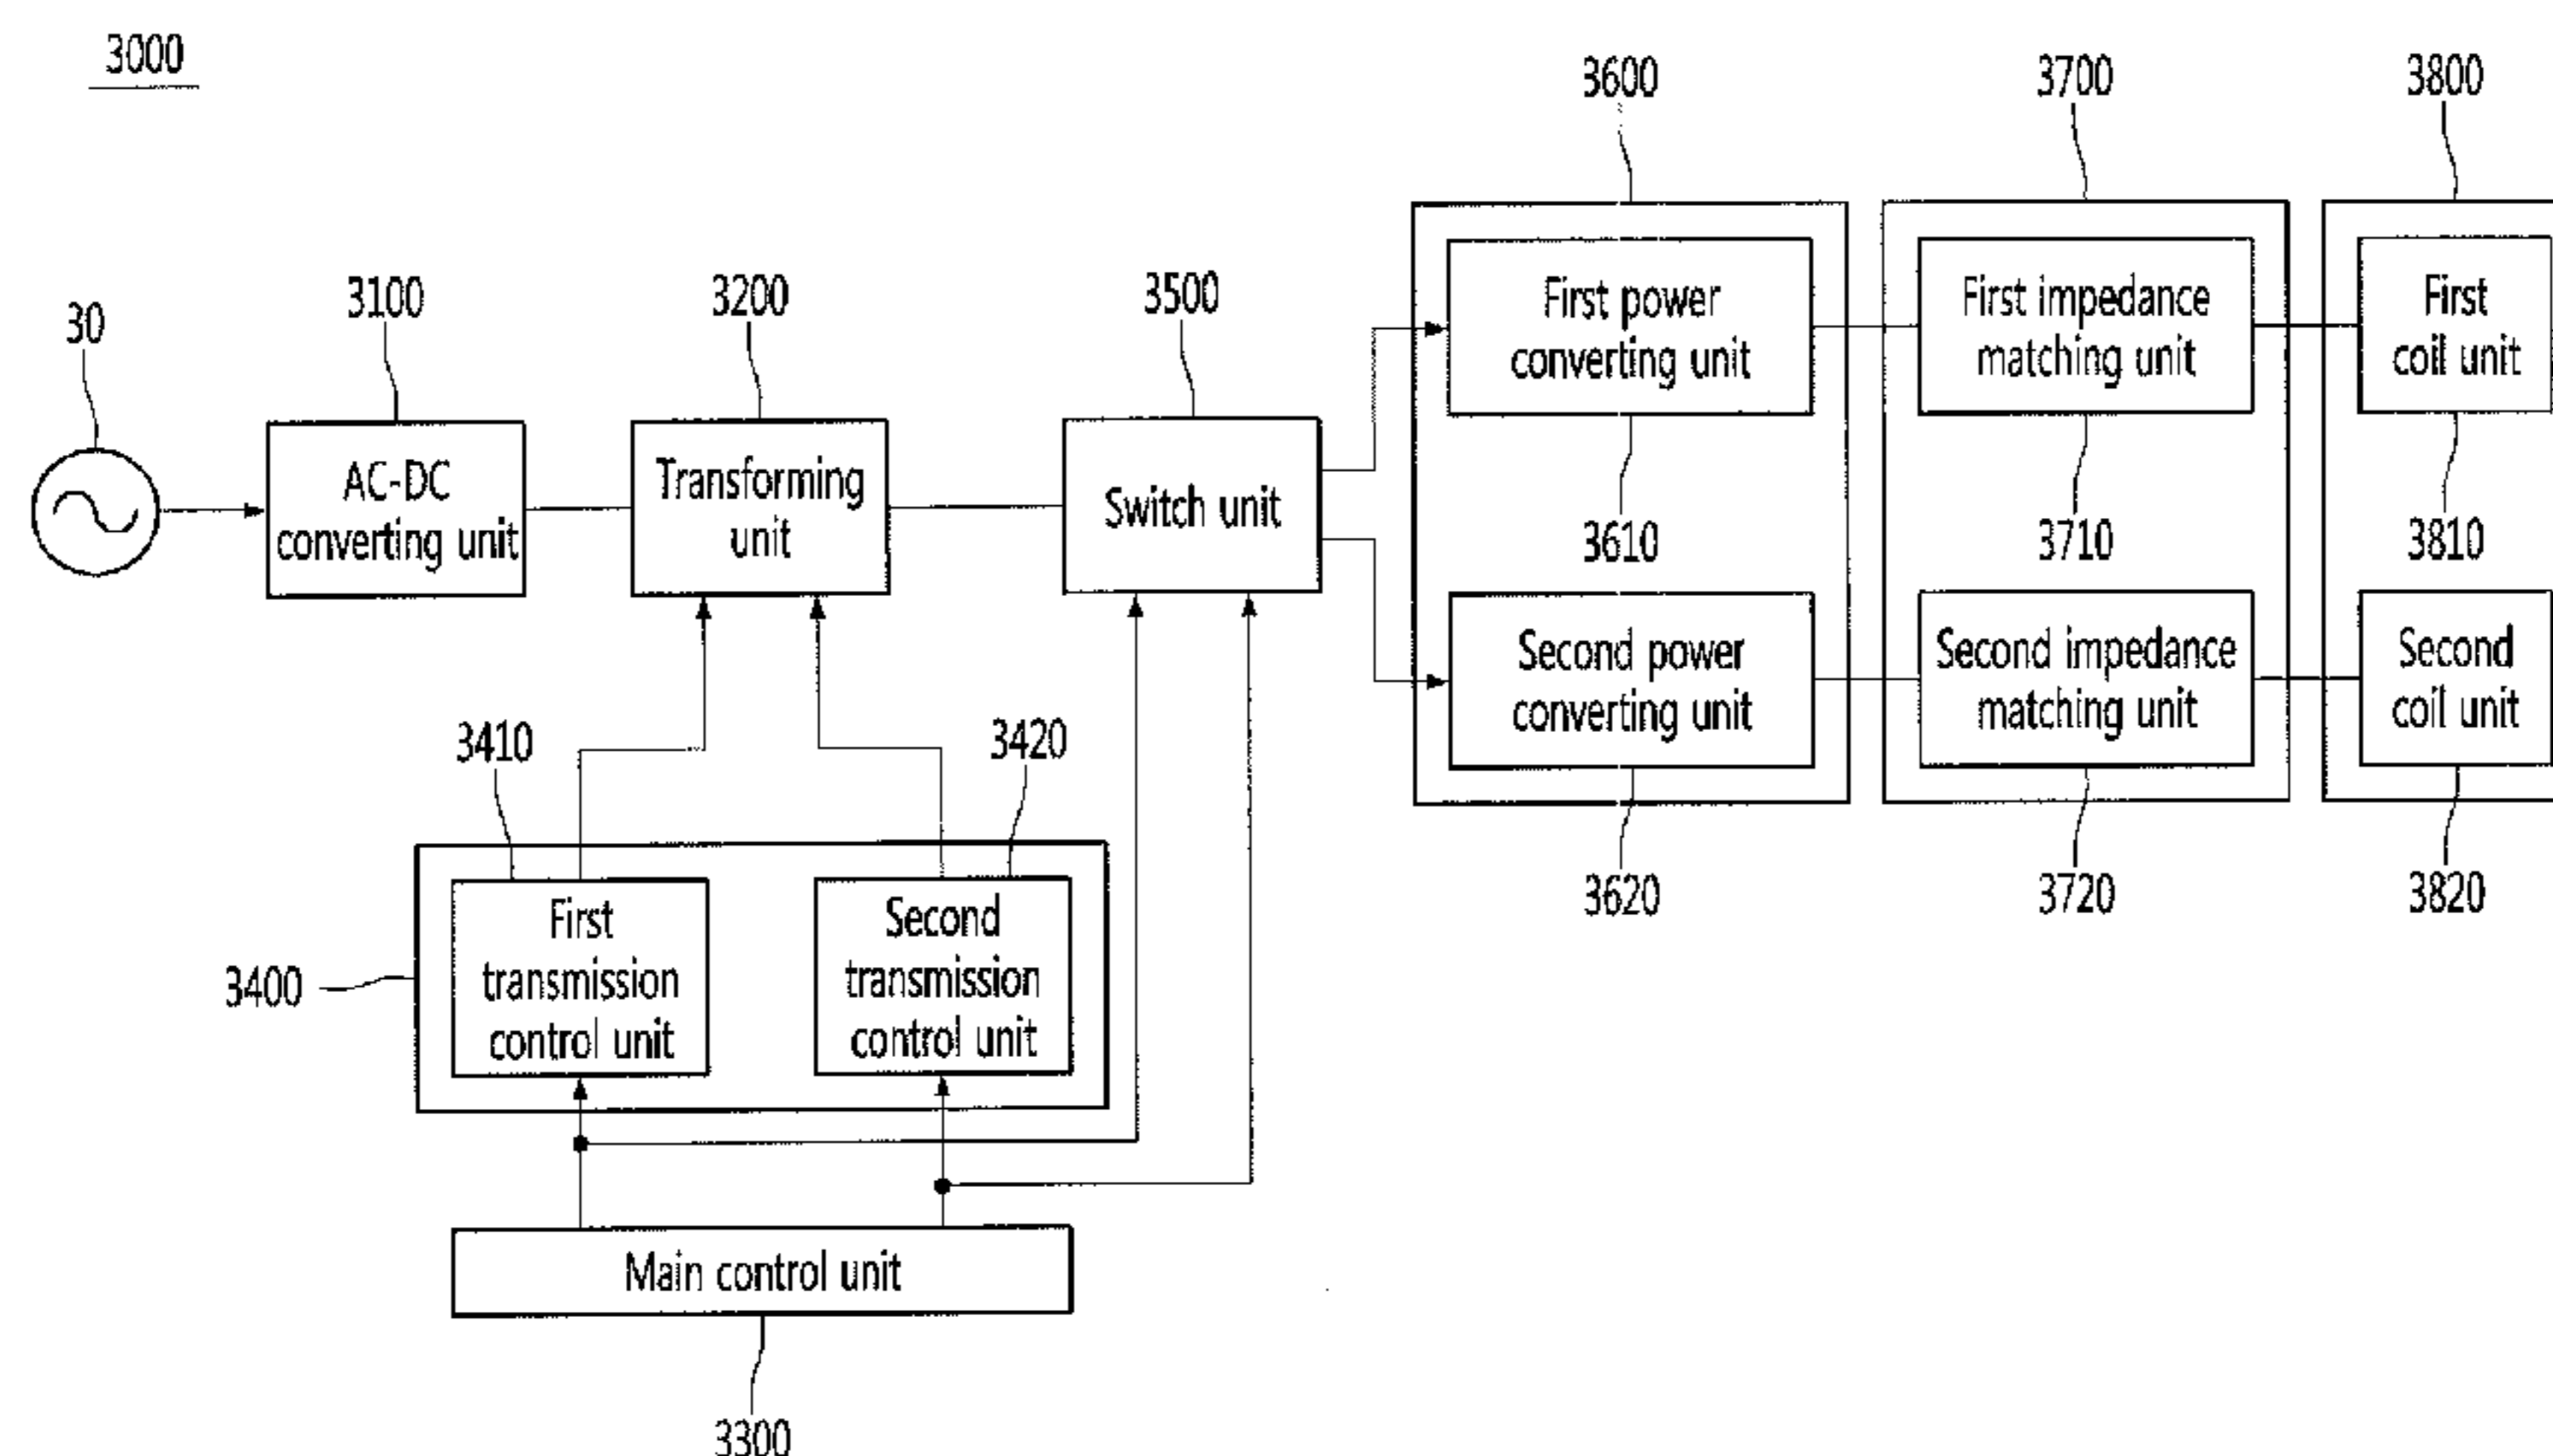 3000
3600
3700
3800
30
3100
3200
3500
AC-DC
converting unit
Transforming
unit
Switch unit
First power
converting unit
First impedance
matching unit
First
coil unit
3610
3710
3810
Second power
converting unit
Second impedance
matching unit
Second
coil unit
3620
3720
3820
3410
3420
3400
First
transmission
control unit
Second
transmission
control unit
Main control unit
3300